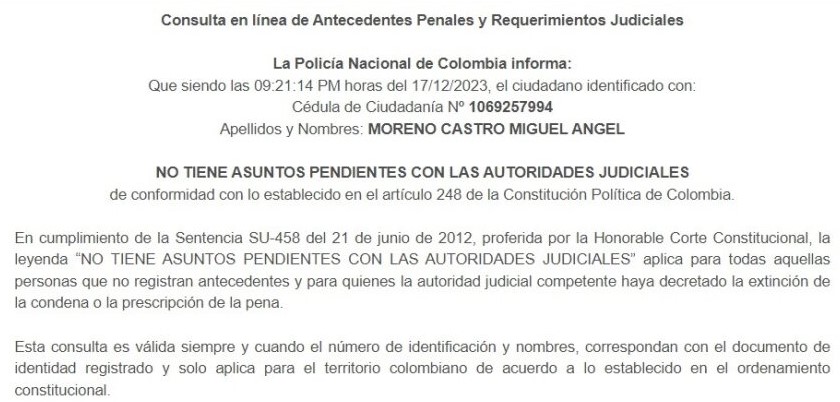 Consulta en línea de Antecedentes Penales y Requerimientos Judiciales
La Policía Nacional de Colombia informa:
Que siendo las 09:21:14 PM horas del 17/12/2023, el ciudadano identificado con:
Cédula de Ciudadanía Nº 1069257994
Apellidos y Nombres: MORENO CASTRO MIGUEL ANGEL
NO TIENE ASUNTOS PENDIENTES CON LAS AUTORIDADES JUDICIALES
de conformidad con lo establecido en el artículo 248 de la Constitución Política de Colombia.
En cumplimiento de la Sentencia SU-458 del 21 de junio de 2012, proferida por la Honorable Corte Constitucional, la
leyenda “NO TIENE ASUNTOS PENDIENTES CON LAS AUTORIDADES JUDICIALES” aplica para todas aquellas
personas que no registran antecedentes y para quienes la autoridad judicial competente haya decretado la extinción de
la condena o la prescripción de la pena.
Esta consulta es válida siempre y cuando el número de identificación y nombres, correspondan con el documento de
identidad registrado y solo aplica para el territorio colombiano de acuerdo a lo establecido en el ordenamiento
constitucional.